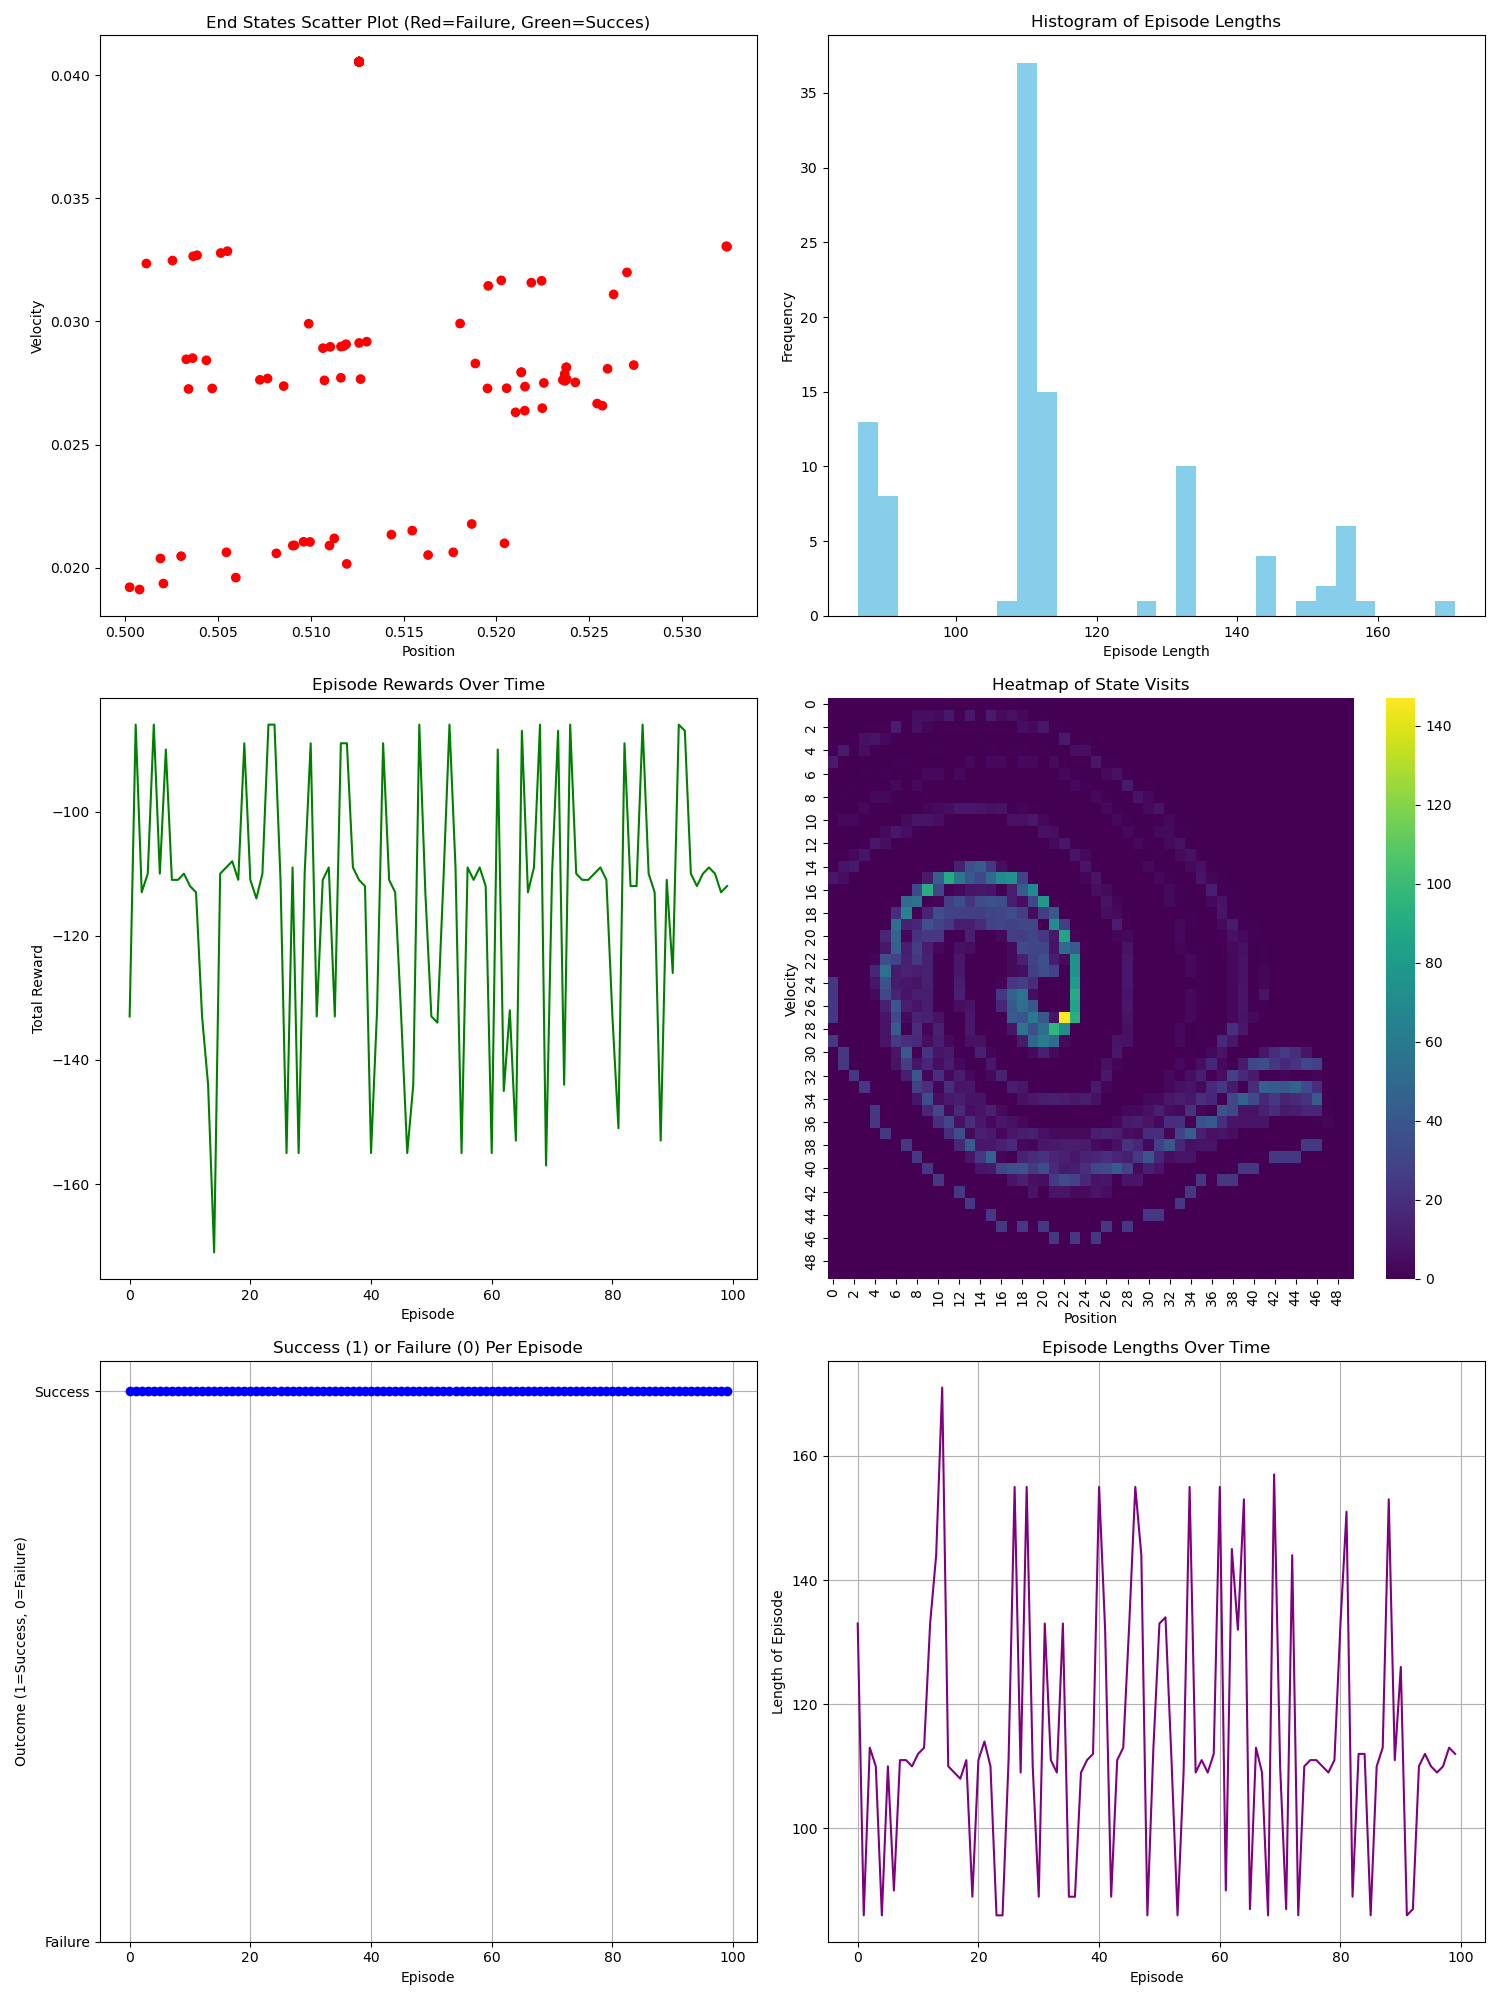 End States Scatter Plot (Red=Failure, Green=Succes)
Velocity
0.040
0.035
0.030
0.025
0.020
0.500 0.505 0.510 0.515 0.520 0.525 0.530
Position
Histogram of Episode Lengths
Frequency
35
30
25
20
15
10
5
0
100 120 140 160
Episode Length
Episode Rewards Over Time
Total Reward
−100
−120
−140
−160
0 20 40 60 80 100
Episode
Heatmap of State Visits
Velocity
0
2
4
6
8
10
12
14
16
18
20
22
24
26
28
30
32
34
36
38
40
42
44
46
48
0 2 4 6 8 10 12 14 16 18 20 22 24 26 28 30 32 34 36 38 40 42 44 46 48
Position
140
120
100
80
60
40
20
0
Success (1) or Failure (0) Per Episode
Outcome (1=Success, 0=Failure)
Success
Failure
0 20 40 60 80 100
Episode
Episode Lengths Over Time
Length of Episode
160
140
120
100
0 20 40 60 80 100
Episode